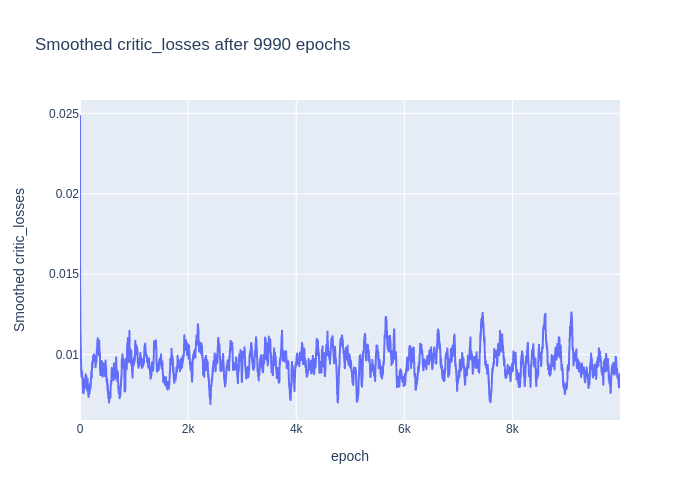 Smoothed critic_losses after 9990 epochs
Smoothed critic_losses
0.025
0.02
0.015
0.01
0
2k
4k
6k
8k
epoch